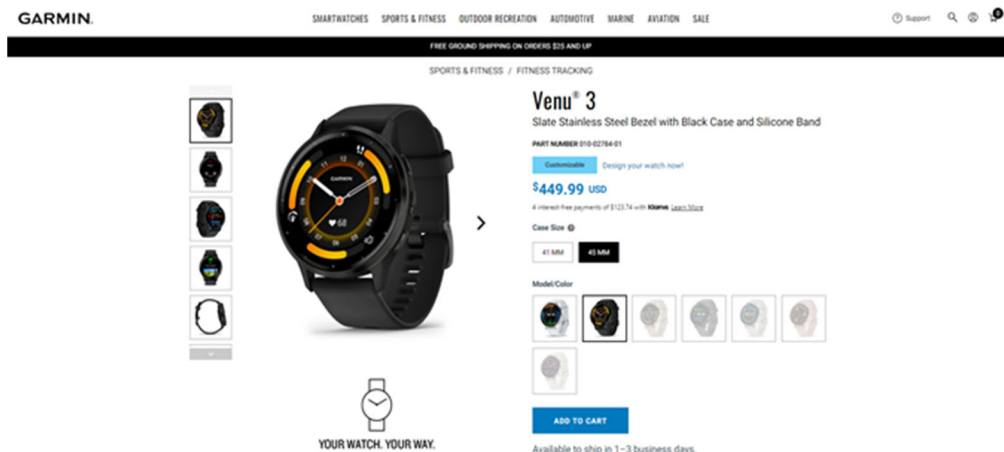 GARMIN.
SMARTWATCHES SPORTS & FITNESS OUTDOOR RECREATION AUTOMOTIVE MARINE AVIATION SALE
Support
0
FREE GROUND SHIPPING ON ORDERS $25 AND UP
SPORTS & FITNESS / FITNESS TRACKING
Venu® 3
Slate Stainless Steel Bezel with Black Case and Silicone Band
PART NUMBER 010-02784-01
Customizable Design your watch now!
$449.99 USD
4 interest-free payments of $123.74 with Klarna. Learn More
Case Size
41 MM 45 MM
Model/Color
GARMIN
68
ADD TO CART
YOUR WATCH. YOUR WAY.
Available to ship in 1–3 business days.